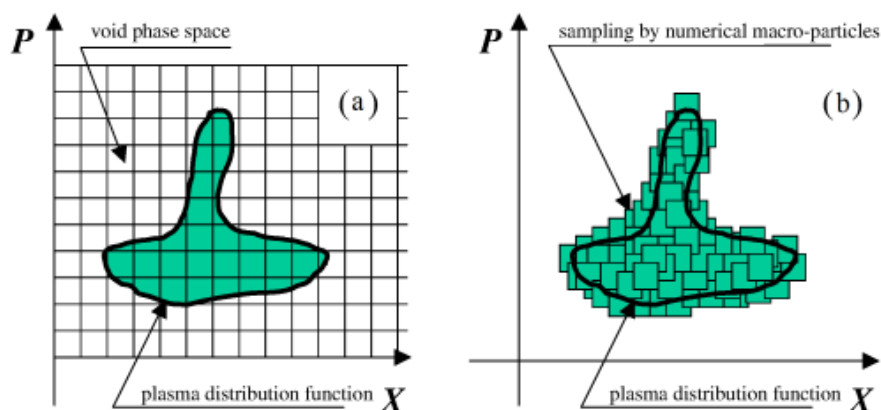 void phase space
P
(a)
plasma distribution function
X
sampling by numerical macro-particles
P
(b)
plasma distribution function
X